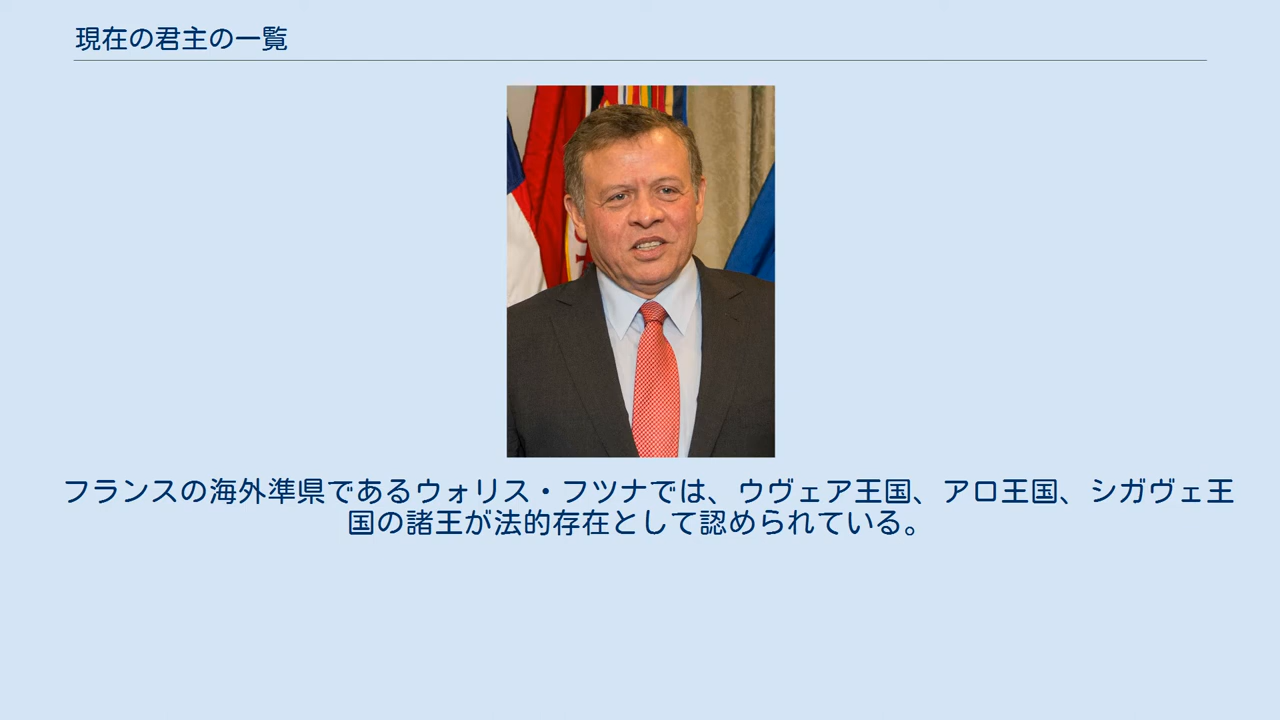 現在の君主の一覧
フランスの海外準県であるウォリス・フツナでは、ウヴェア王国、アロ王国、シガヴェ王
国の諸王が法的存在として認められている。